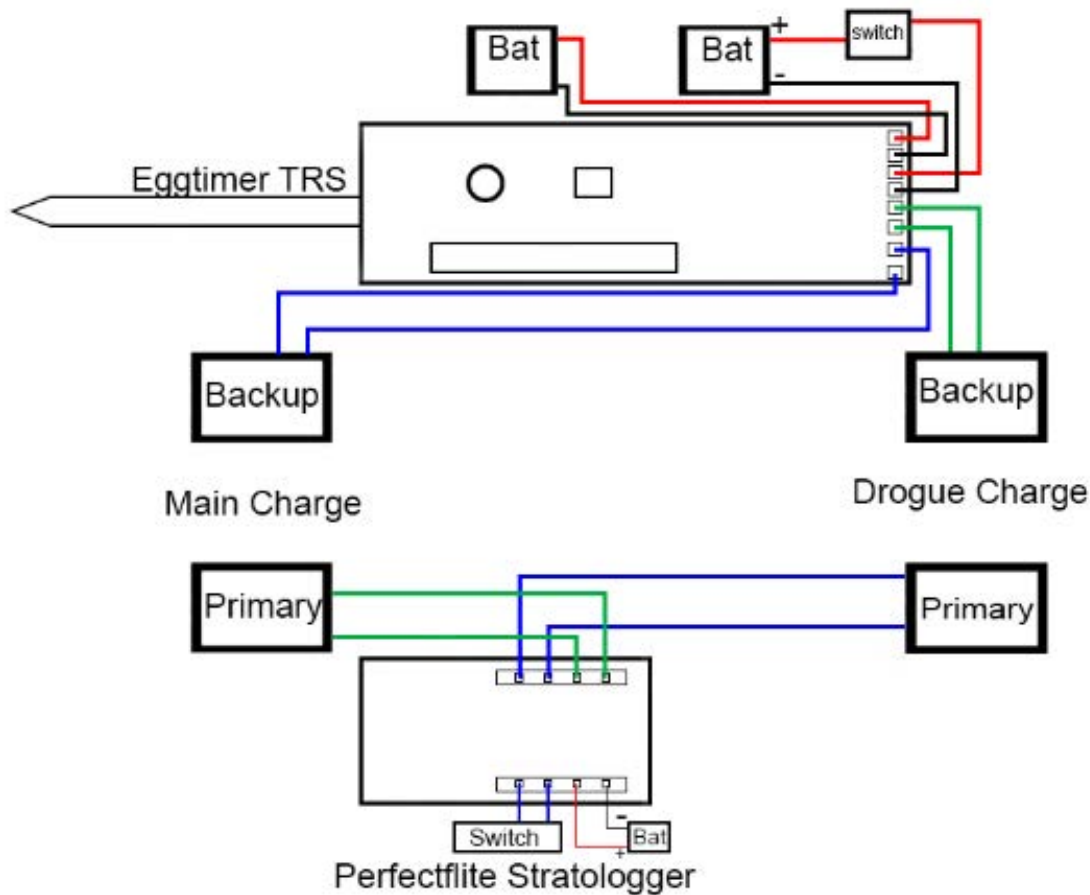 Bat
Bat
+
-
switch
Eggtimer TRS
Backup
Backup
Main Charge
Drogue Charge
Primary
Primary
Switch
-
+
Bat
Perfectflite Stratologger